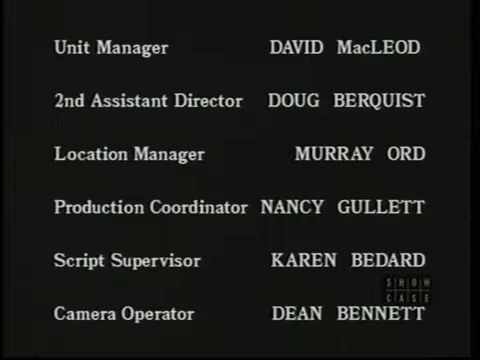 Unit Manager DAVID MacLEOD
2nd Assistant Director DOUG BERQUIST
Location Manager MURRAY ORD
Production Coordinator NANCY GULLETT
Script Supervisor KAREN BEDARD
SHOW
CASE
Camera Operator DEAN BENNETT